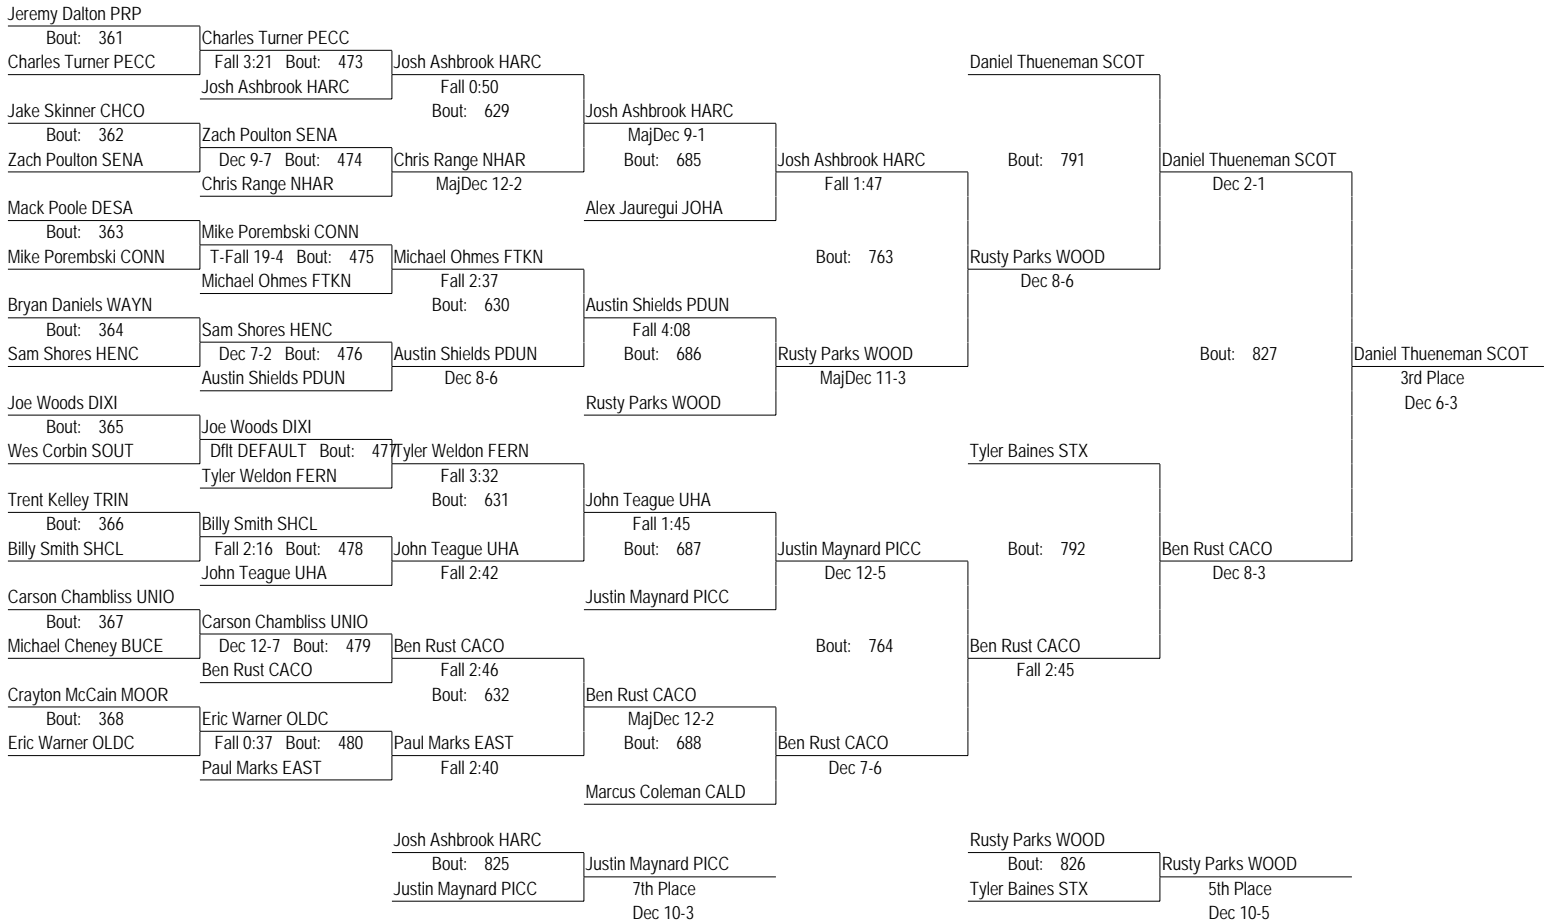 Jeremy Dalton PRP
Bout: 361 Charles Turner PECC
Charles Turner PECC Fall 3:21 Bout: 473 Josh Ashbrook HARC Daniel Thueneman SCOT
Josh Ashbrook HARC Fall 0:50
Jake Skinner CHCO Bout: 629 Josh Ashbrook HARC
Bout: 362 Zach Poulton SENA MajDec 9-1
Zach Poulton SENA Dec 9-7 Bout: 474 Chris Range NHAR Bout: 685 Josh Ashbrook HARC Bout: 791 Daniel Thueneman SCOT
Chris Range NHAR MajDec 12-2 Fall 1:47 Dec 2-1
Mack Poole DESA Alex Jauregui JOHA
Bout: 363 Mike Porembski CONN
Mike Porembski CONN T-Fall 19-4 Bout: 475 Michael Ohmes FTKN Bout: 763 Rusty Parks WOOD
Michael Ohmes FTKN Fall 2:37 Dec 8-6
Bryan Daniels WAYN Bout: 630 Austin Shields PDUN
Bout: 364 Sam Shores HENC Fall 4:08
Sam Shores HENC Dec 7-2 Bout: 476 Austin Shields PDUN Bout: 686 Rusty Parks WOOD Bout: 827 Daniel Thueneman SCOT
Austin Shields PDUN Dec 8-6 MajDec 11-3 3rd Place
Joe Woods DIXI Rusty Parks WOOD Dec 6-3
Bout: 365 Joe Woods DIXI
Wes Corbin SOUT Dflt DEFAULT Bout: 477 Tyler Weldon FERN Tyler Baines STX
Tyler Weldon FERN Fall 3:32
Trent Kelley TRIN Bout: 631 John Teague UHA
Bout: 366 Billy Smith SHCL Fall 1:45
Billy Smith SHCL Fall 2:16 Bout: 478 John Teague UHA Bout: 687 Justin Maynard PICC Bout: 792 Ben Rust CACO
John Teague UHA Fall 2:42 Dec 12-5 Dec 8-3
Carson Chambliss UNIO Justin Maynard PICC
Bout: 367 Carson Chambliss UNIO
Michael Cheney BUCE Dec 12-7 Bout: 479 Ben Rust CACO Bout: 764 Ben Rust CACO
Ben Rust CACO Fall 2:46 Fall 2:45
Crayton McCain MOOR Bout: 632 Ben Rust CACO
Bout: 368 Eric Warner OLDC MajDec 12-2
Eric Warner OLDC Fall 0:37 Bout: 480 Paul Marks EAST Bout: 688 Ben Rust CACO
Paul Marks EAST Fall 2:40 Dec 7-6
Marcus Coleman CALD
Josh Ashbrook HARC Rusty Parks WOOD
Bout: 825 Justin Maynard PICC Bout: 826 Rusty Parks WOOD
Justin Maynard PICC 7th Place Tyler Baines STX 5th Place
Dec 10-3 Dec 10-5